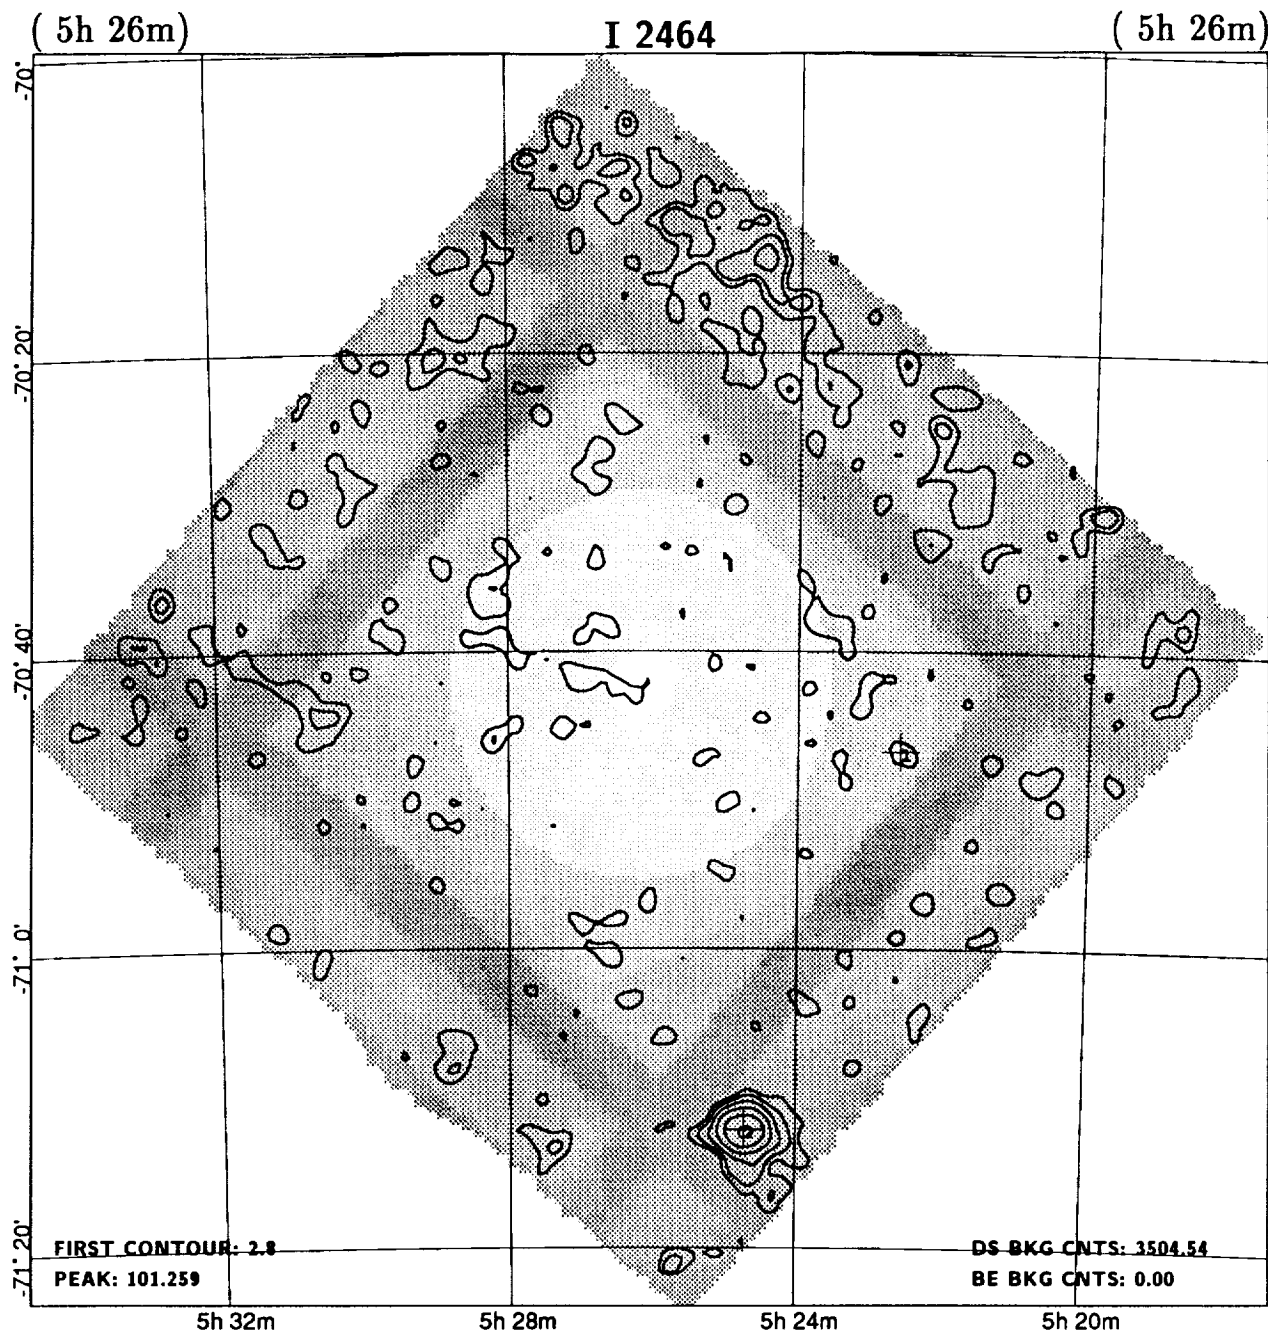 ( 5h 26m)
I 2464
( 5h 26m)
-70°
-70° 20'
-70° 40'
-71° 0'
-71° 20'
FIRST CONTOUR: 2.8
PEAK: 101.259
DS BKG CNTS: 3504.54
BE BKG CNTS: 0.00
5h 32m
5h 28m
5h 24m
5h 20m